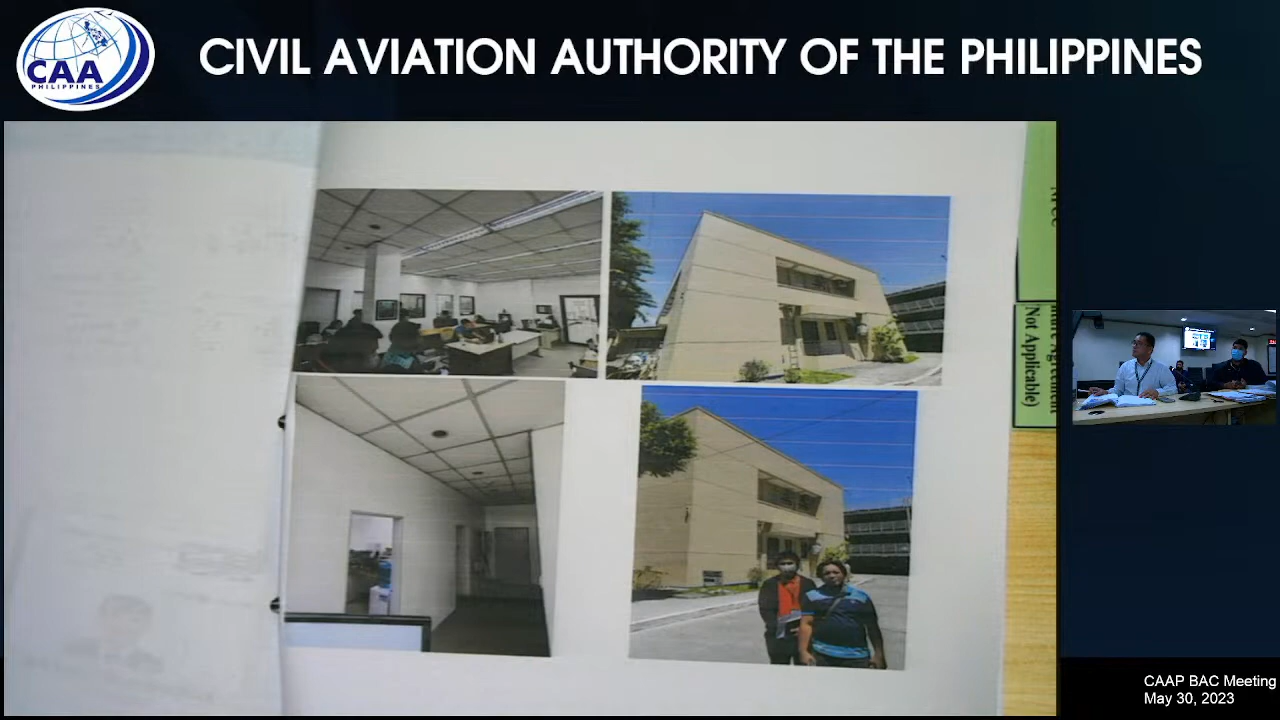 CAA
PHILIPPINES
CIVIL AVIATION AUTHORITY OF THE PHILIPPINES
(Not Applicable)
CAAP BAC Meeting
May 30, 2023